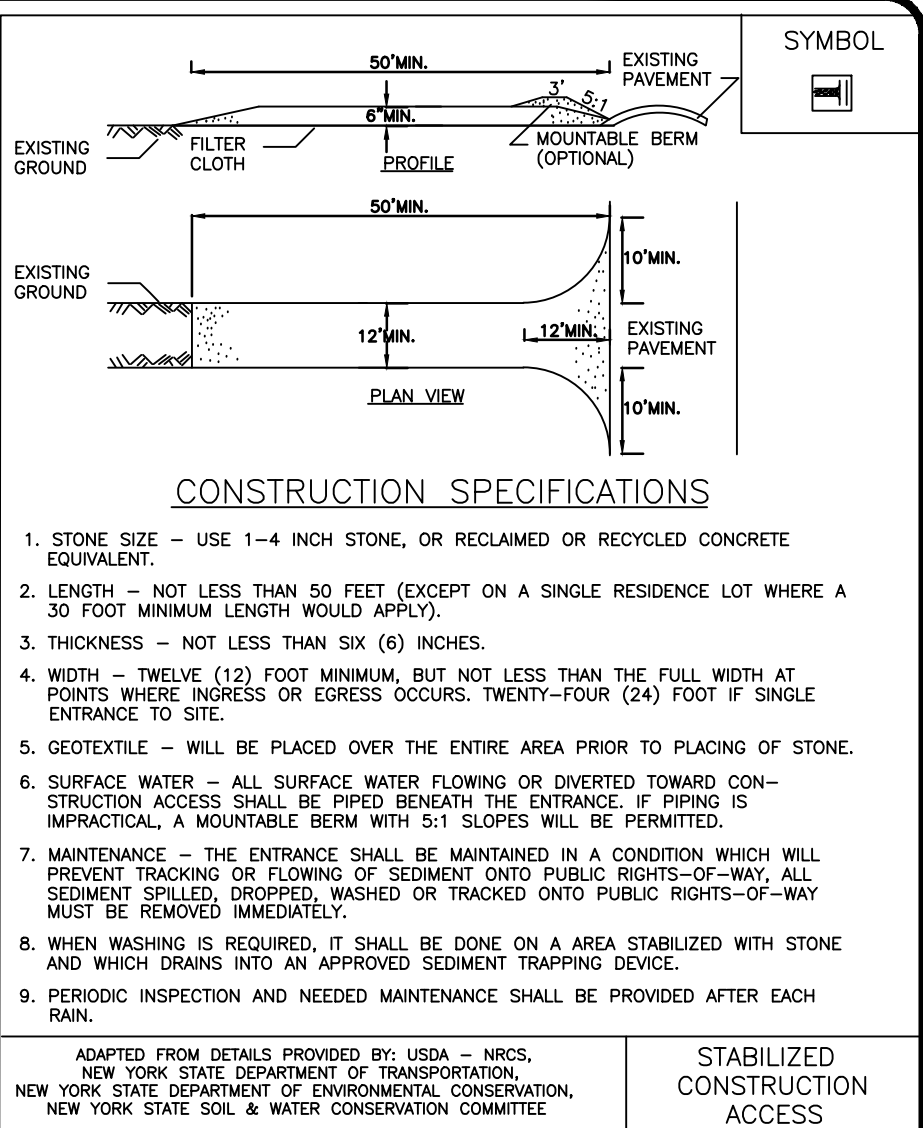 SYMBOL
50'MIN.
EXISTING
PAVEMENT
3'
5:1
6"MIN.
EXISTING
GROUND
FILTER
CLOTH
PROFILE
MOUNTABLE BERM
(OPTIONAL)
50'MIN.
10'MIN.
EXISTING
GROUND
12'MIN.
12'MIN.
EXISTING
PAVEMENT
PLAN VIEW
10'MIN.
CONSTRUCTION SPECIFICATIONS
1. STONE SIZE – USE 1–4 INCH STONE, OR RECLAIMED OR RECYCLED CONCRETE
EQUIVALENT.
2. LENGTH – NOT LESS THAN 50 FEET (EXCEPT ON A SINGLE RESIDENCE LOT WHERE A
30 FOOT MINIMUM LENGTH WOULD APPLY).
3. THICKNESS – NOT LESS THAN SIX (6) INCHES.
4. WIDTH – TWELVE (12) FOOT MINIMUM, BUT NOT LESS THAN THE FULL WIDTH AT
POINTS WHERE INGRESS OR EGRESS OCCURS. TWENTY–FOUR (24) FOOT IF SINGLE
ENTRANCE TO SITE.
5. GEOTEXTILE – WILL BE PLACED OVER THE ENTIRE AREA PRIOR TO PLACING OF STONE.
6. SURFACE WATER – ALL SURFACE WATER FLOWING OR DIVERTED TOWARD CON–
STRUCTION ACCESS SHALL BE PIPED BENEATH THE ENTRANCE. IF PIPING IS
IMPRACTICAL, A MOUNTABLE BERM WITH 5:1 SLOPES WILL BE PERMITTED.
7. MAINTENANCE – THE ENTRANCE SHALL BE MAINTAINED IN A CONDITION WHICH WILL
PREVENT TRACKING OR FLOWING OF SEDIMENT ONTO PUBLIC RIGHTS–OF–WAY, ALL
SEDIMENT SPILLED, DROPPED, WASHED OR TRACKED ONTO PUBLIC RIGHTS–OF–WAY
MUST BE REMOVED IMMEDIATELY.
8. WHEN WASHING IS REQUIRED, IT SHALL BE DONE ON A AREA STABILIZED WITH STONE
AND WHICH DRAINS INTO AN APPROVED SEDIMENT TRAPPING DEVICE.
9. PERIODIC INSPECTION AND NEEDED MAINTENANCE SHALL BE PROVIDED AFTER EACH
RAIN.
ADAPTED FROM DETAILS PROVIDED BY: USDA – NRCS,
NEW YORK STATE DEPARTMENT OF TRANSPORTATION,
NEW YORK STATE DEPARTMENT OF ENVIRONMENTAL CONSERVATION,
NEW YORK STATE SOIL & WATER CONSERVATION COMMITTEE
STABILIZED
CONSTRUCTION
ACCESS